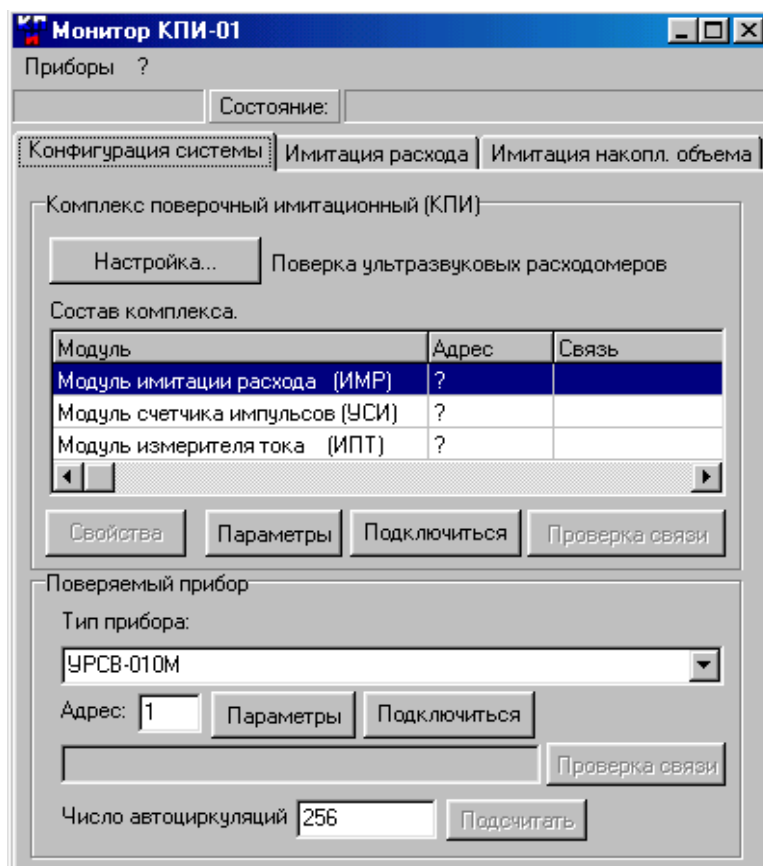 Монитор КПИ-01
Приборы ?
Состояние:
Конфигурация системы Имитация расхода Имитация накопл. объема
Комплекс поверочный имитационный (КПИ)
Настройка... Поверка ультразвуковых расходомеров
Состав комплекса.
Модуль Адрес Связь
Модуль имитации расхода (ИМР) ?
Модуль счетчика импульсов (УСИ) ?
Модуль измерителя тока (ИПТ) ?
Свойства Параметры Подключиться Проверка связи
Поверяемый прибор
Тип прибора:
УРСВ-010М
Адрес: 1 Параметры Подключиться
Проверка связи
Число автоциркуляций 256 Подсчитать